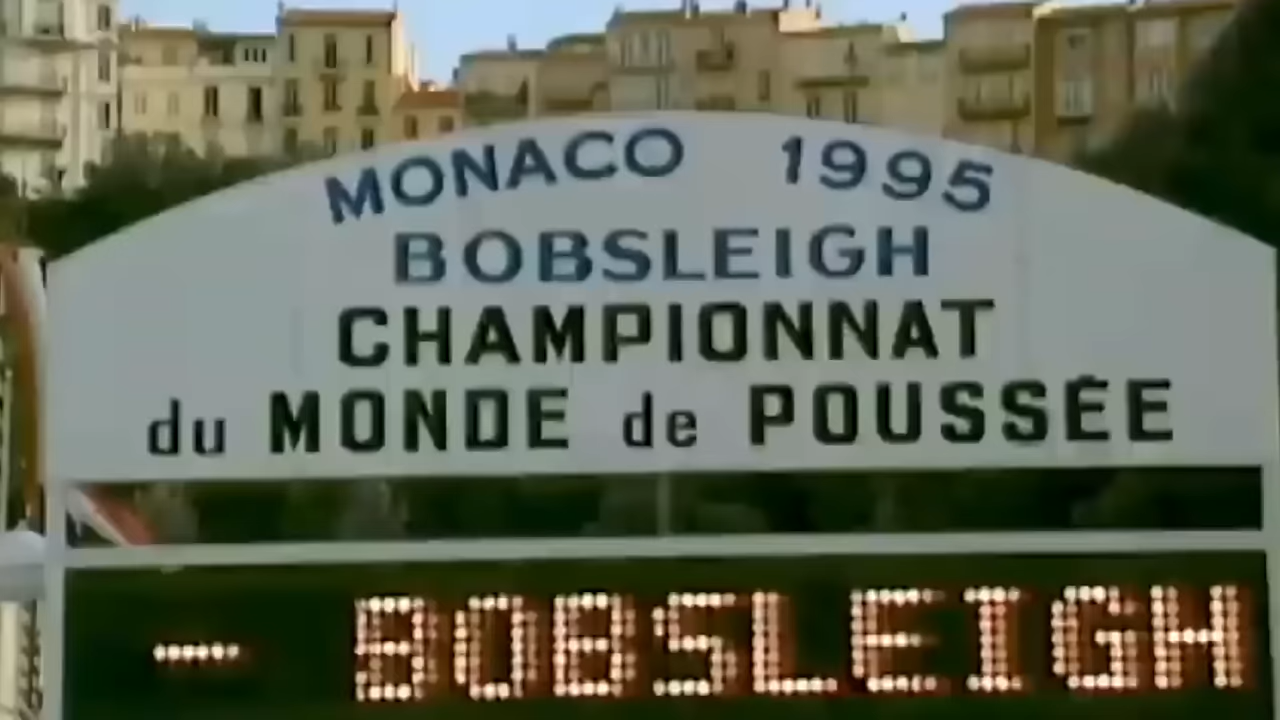 MONACO 1995
BOBSLEIGH
CHAMPIONNAT
du MONDE de POUSSÉE
- BOBSLEIGH